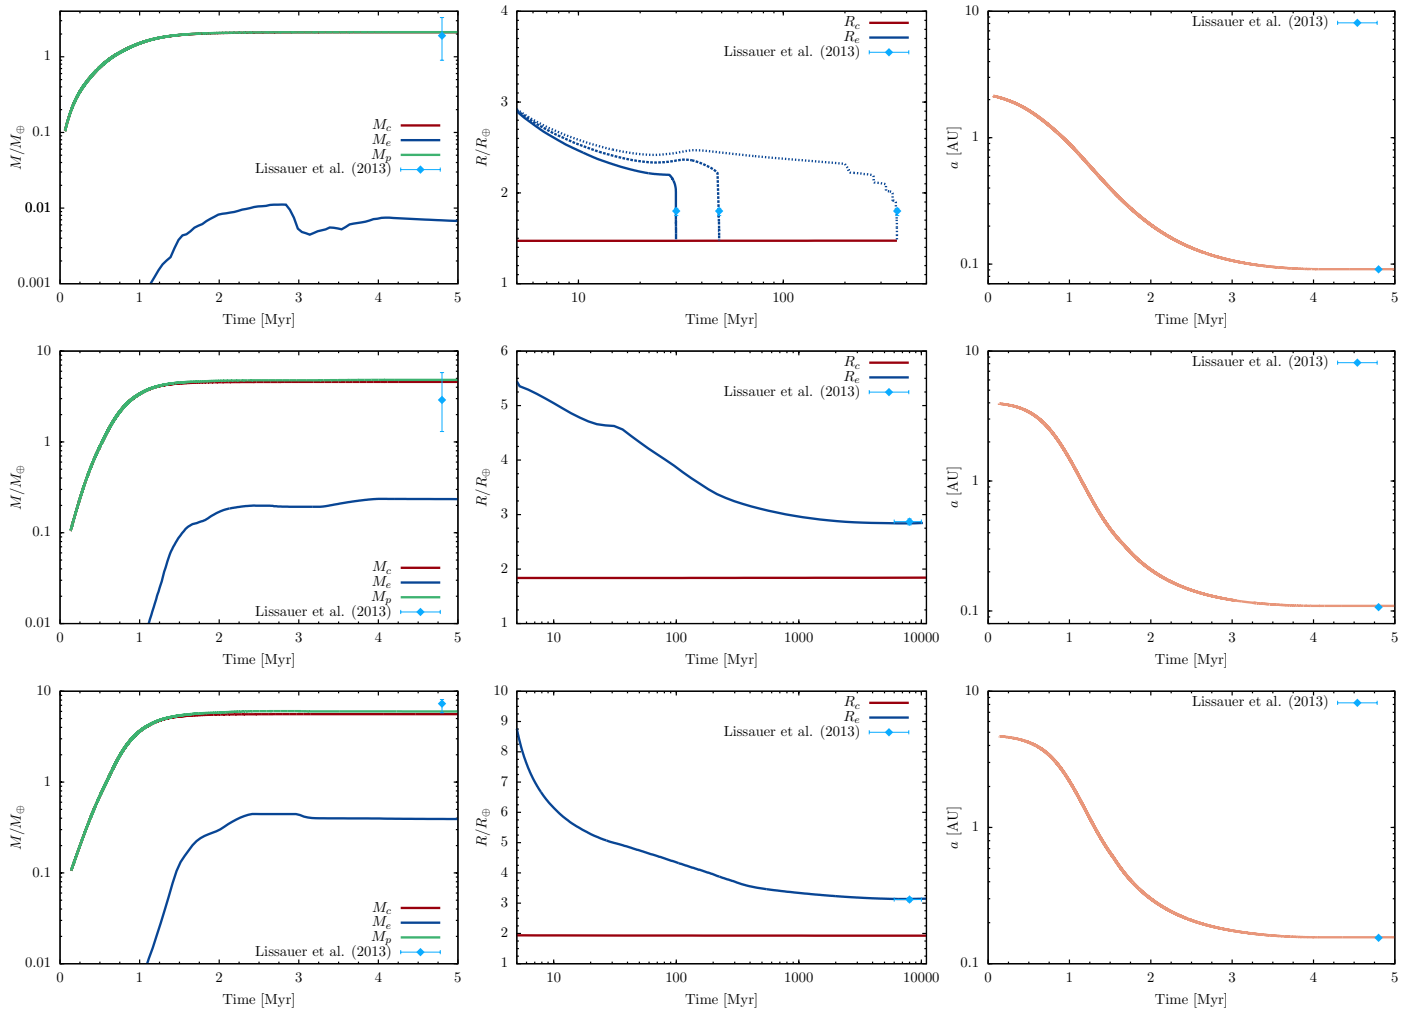 M/M⊕
1
0.1
0.01
0.001
0 1 2 3 4 5
Time [Myr]
M_c
M_e
M_p
Lissauer et al. (2013)
R/R⊕
4
3
2
1
10 100
Time [Myr]
R_c
R_e
Lissauer et al. (2013)
a [AU]
10
1
0.1
0 1 2 3 4 5
Time [Myr]
Lissauer et al. (2013)
M/M⊕
10
1
0.1
0.01
0 1 2 3 4 5
Time [Myr]
M_c
M_e
M_p
Lissauer et al. (2013)
R/R⊕
6
5
4
3
2
1
10 100 1000 10000
Time [Myr]
R_c
R_e
Lissauer et al. (2013)
a [AU]
10
1
0.1
0 1 2 3 4 5
Time [Myr]
Lissauer et al. (2013)
M/M⊕
10
1
0.1
0.01
0 1 2 3 4 5
Time [Myr]
M_c
M_e
M_p
Lissauer et al. (2013)
R/R⊕
10
9
8
7
6
5
4
3
2
1
10 100 1000 10000
Time [Myr]
R_c
R_e
Lissauer et al. (2013)
a [AU]
10
1
0.1
0 1 2 3 4 5
Time [Myr]
Lissauer et al. (2013)